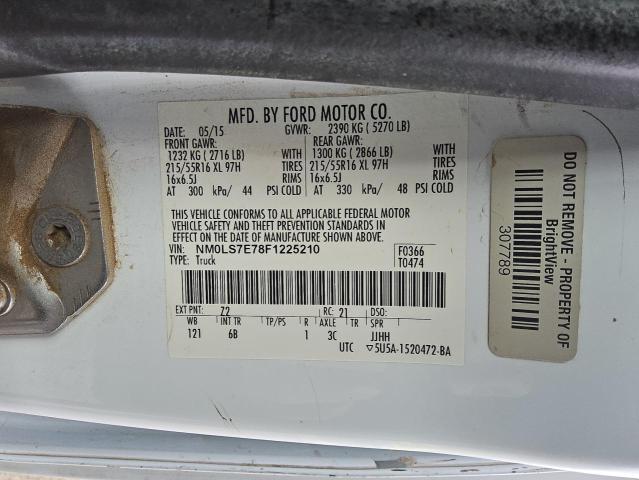 MFD. BY FORD MOTOR CO.
DATE: 05/15 GVWR: 2390 KG ( 5270 LB)
FRONT GAWR: REAR GAWR:
1232 KG ( 2716 LB) WITH 1300 KG ( 2866 LB) WITH
215/55R16 XL 97H TIRES 215/55R16 XL 97H TIRES
16x6.5J RIMS 16x6.5J RIMS
AT 300 kPa/ 44 PSI COLD AT 330 kPa/ 48 PSI COLD
THIS VEHICLE CONFORMS TO ALL APPLICABLE FEDERAL MOTOR
VEHICLE SAFETY AND THEFT PREVENTION STANDARDS IN EFFECT
ON THE DATE OF MANUFACTURE SHOWN ABOVE.
VIN: NM0LS7E78F1225210 F0366
TYPE: Truck T0474
EXT PNT: Z2 RC: 21 DSO:
WB INT TR TP/PS R AXLE TR SPR
121 6B 1 3C JJHH
UTC ▽5U5A-1520472-BA
DO NOT REMOVE - PROPERTY OF
BrightView
307789